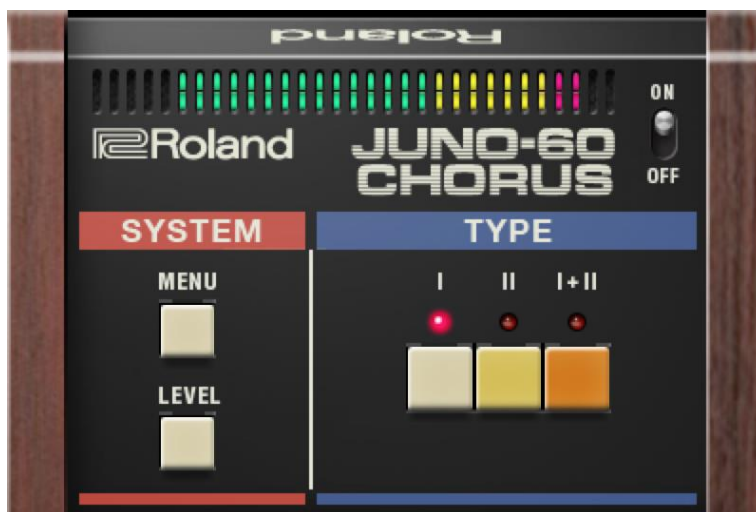 Roland
ON
Roland
JUNO-60
CHORUS
OFF
SYSTEM
TYPE
MENU
I
II
I+II
LEVEL